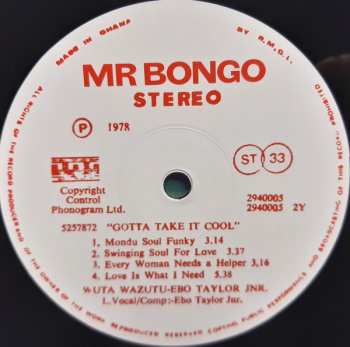 MADE IN GHANA
BY R.M.G.L.
MR BONGO
STEREO
P 1978
ST 33
Copyright
Control
Phonogram Ltd.
2940005
2940005 2Y
5257872 "GOTTA TAKE IT COOL"
1. Mondu Soul Funky 3.14
2. Swinging Soul For Love 3.37
3. Every Woman Needs a Helper 3.16
4. Love Is What I Need 5.38
WUTA WAZUTU-EBO TAYLOR JNR.
L.Vocal/Comp:-Ebo Taylor Jnr.
ALL RIGHTS OF THE RECORD PRODUCER AND OF THE OWNER OF THE WORK REPRODUCED RESERVED COPYING PUBLIC PERFORMANCE AND BROADCASTING OF THIS RECORD PROHIBITED